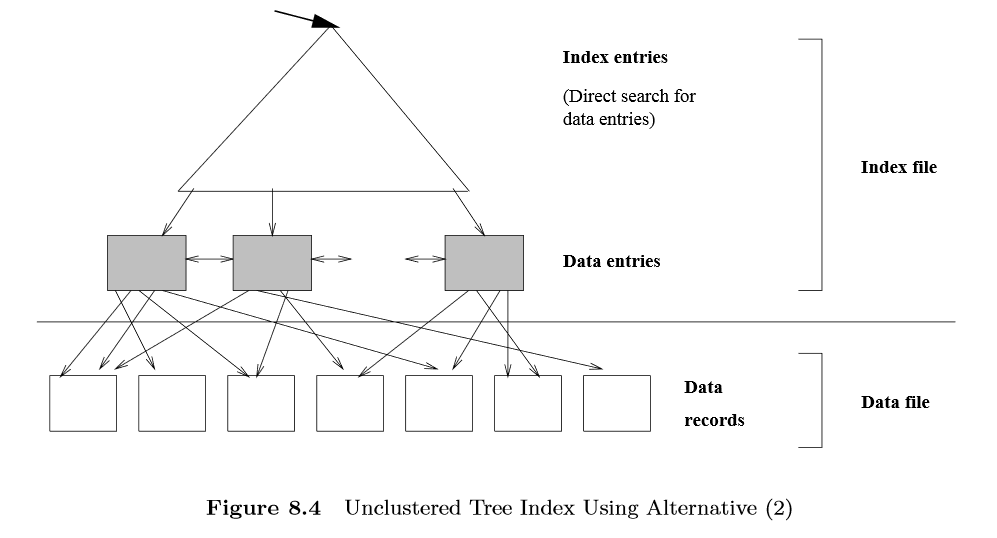 Index entries
(Direct search for
data entries)
Index file
Data entries
Data
records
Data file
Figure 8.4 Unclustered Tree Index Using Alternative (2)